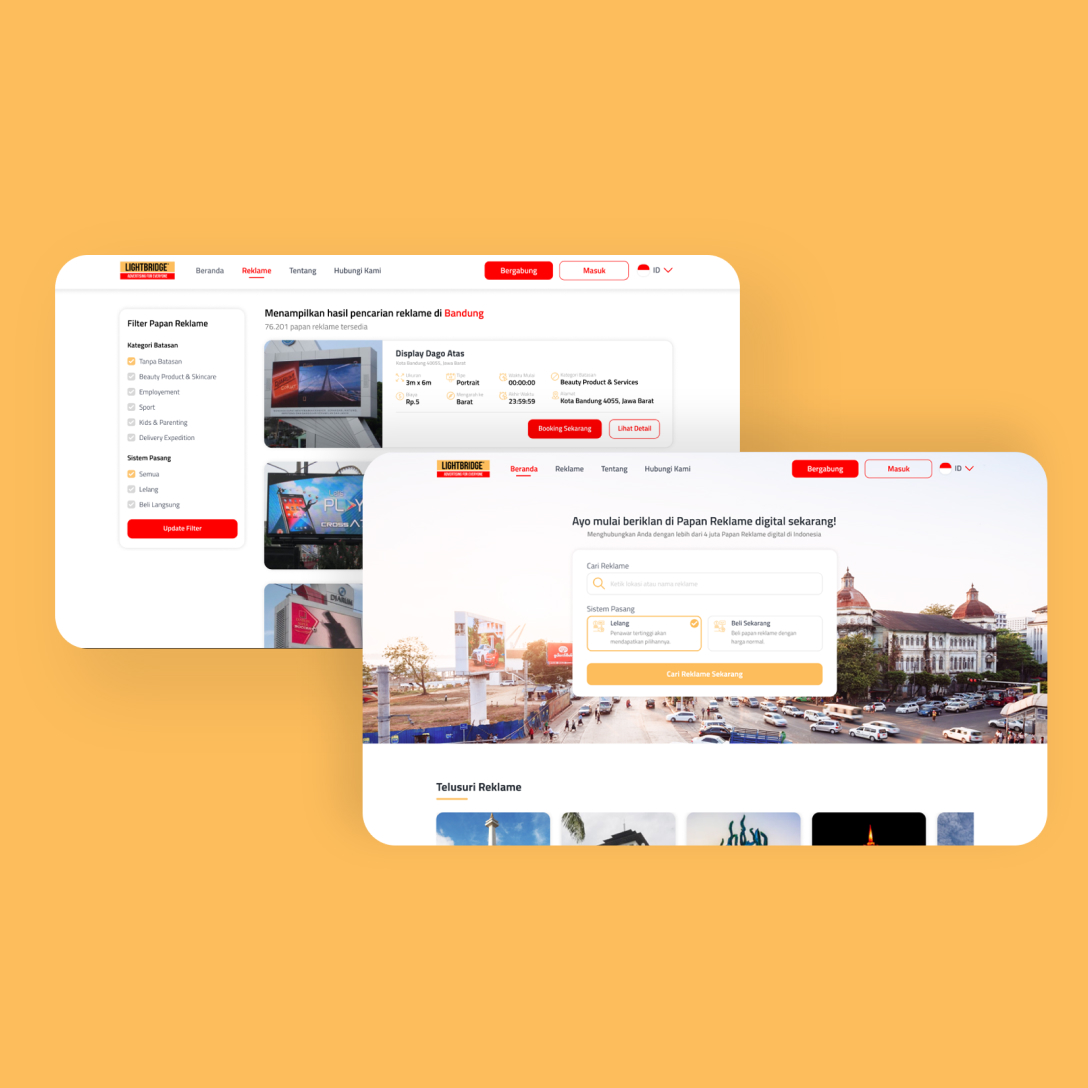 LIGHTBRIDGE
ADVERTISING FOR EVERYONE
Beranda
Reklame
Tentang
Hubungi Kami
Bergabung
Masuk
ID
Filter Papan Reklame
Kategori Batasan
Tanpa Batasan
Beauty Product & Skincare
Employement
Sport
Kids & Parenting
Delivery Expedition
Sistem Pasang
Semua
Lelang
Beli Langsung
Update Filter
Menampilkan hasil pencarian reklame di Bandung
76.201 papan reklame tersedia
Display Dago Atas
Kota Bandung 40955, Jawa Barat
Ukuran
3m x 6m
Tipe
Portrait
Waktu Mulai
00:00:00
Kategori Batasan
Beauty Product & Services
Biaya
Rp.5
Mengarah ke
Barat
Akhir Waktu
23:59:59
Alamat
Kota Bandung 4055, Jawa Barat
Booking Sekarang
Lihat Detail
PLAY
CROSS
LIGHTBRIDGE
ADVERTISING FOR EVERYONE
Beranda
Reklame
Tentang
Hubungi Kami
Bergabung
Masuk
ID
Ayo mulai beriklan di Papan Reklame digital sekarang!
Menghubungkan Anda dengan lebih dari 4 juta Papan Reklame digital di Indonesia
Cari Reklame
Ketik lokasi atau nama reklame
Sistem Pasang
Lelang
Penawar tertinggi akan
mendapatkan pilihannya.
Beli Sekarang
Beli papan reklame dengan
harga normal.
Cari Reklame Sekarang
Telusuri Reklame